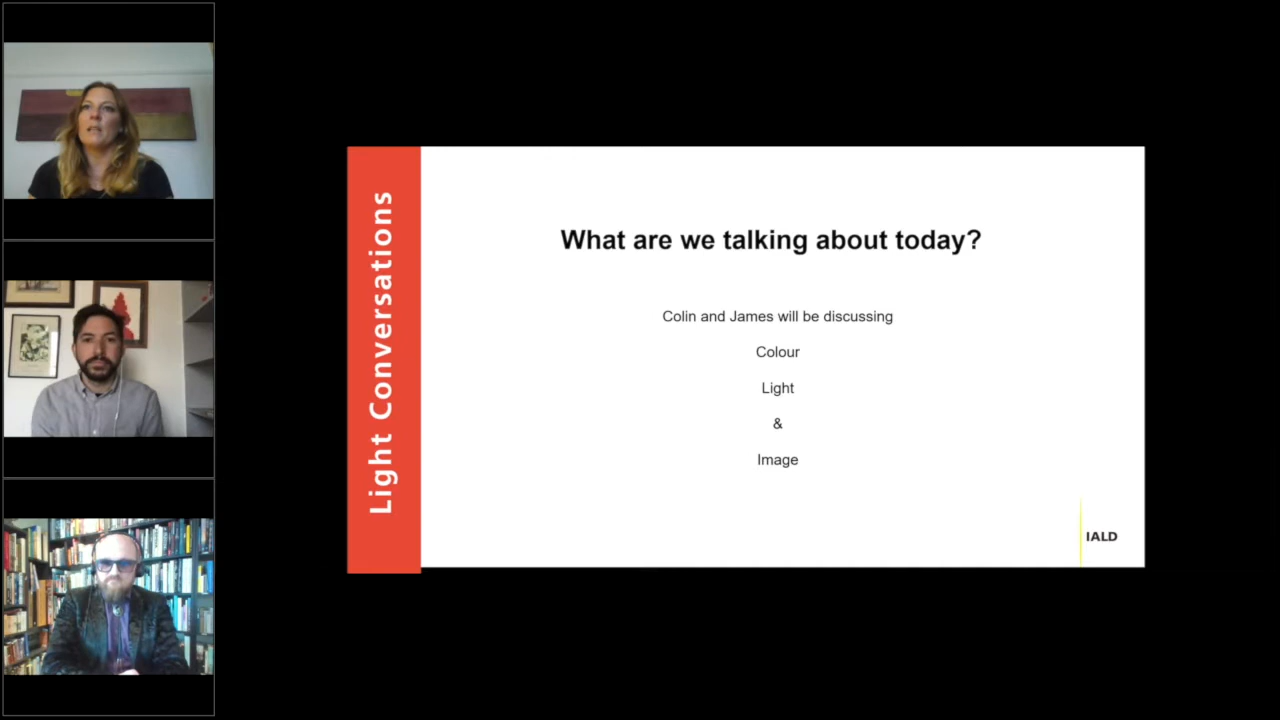 Light Conversations
What are we talking about today?
Colin and James will be discussing
Colour
Light
&
Image
IALD